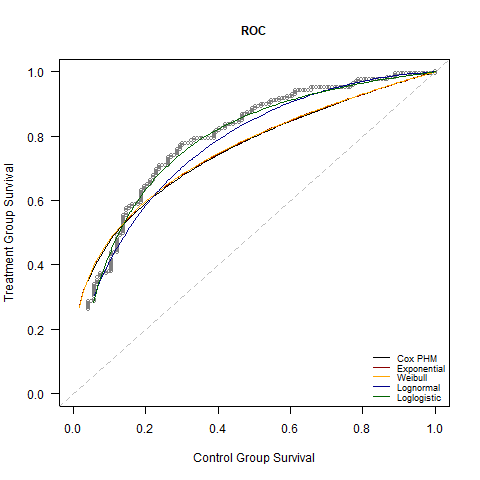 ROC
Treatment Group Survival
1.0
0.8
0.6
0.4
0.2
0.0
Cox PHM
Exponential
Weibull
Lognormal
Loglogistic
0.0 0.2 0.4 0.6 0.8 1.0
Control Group Survival